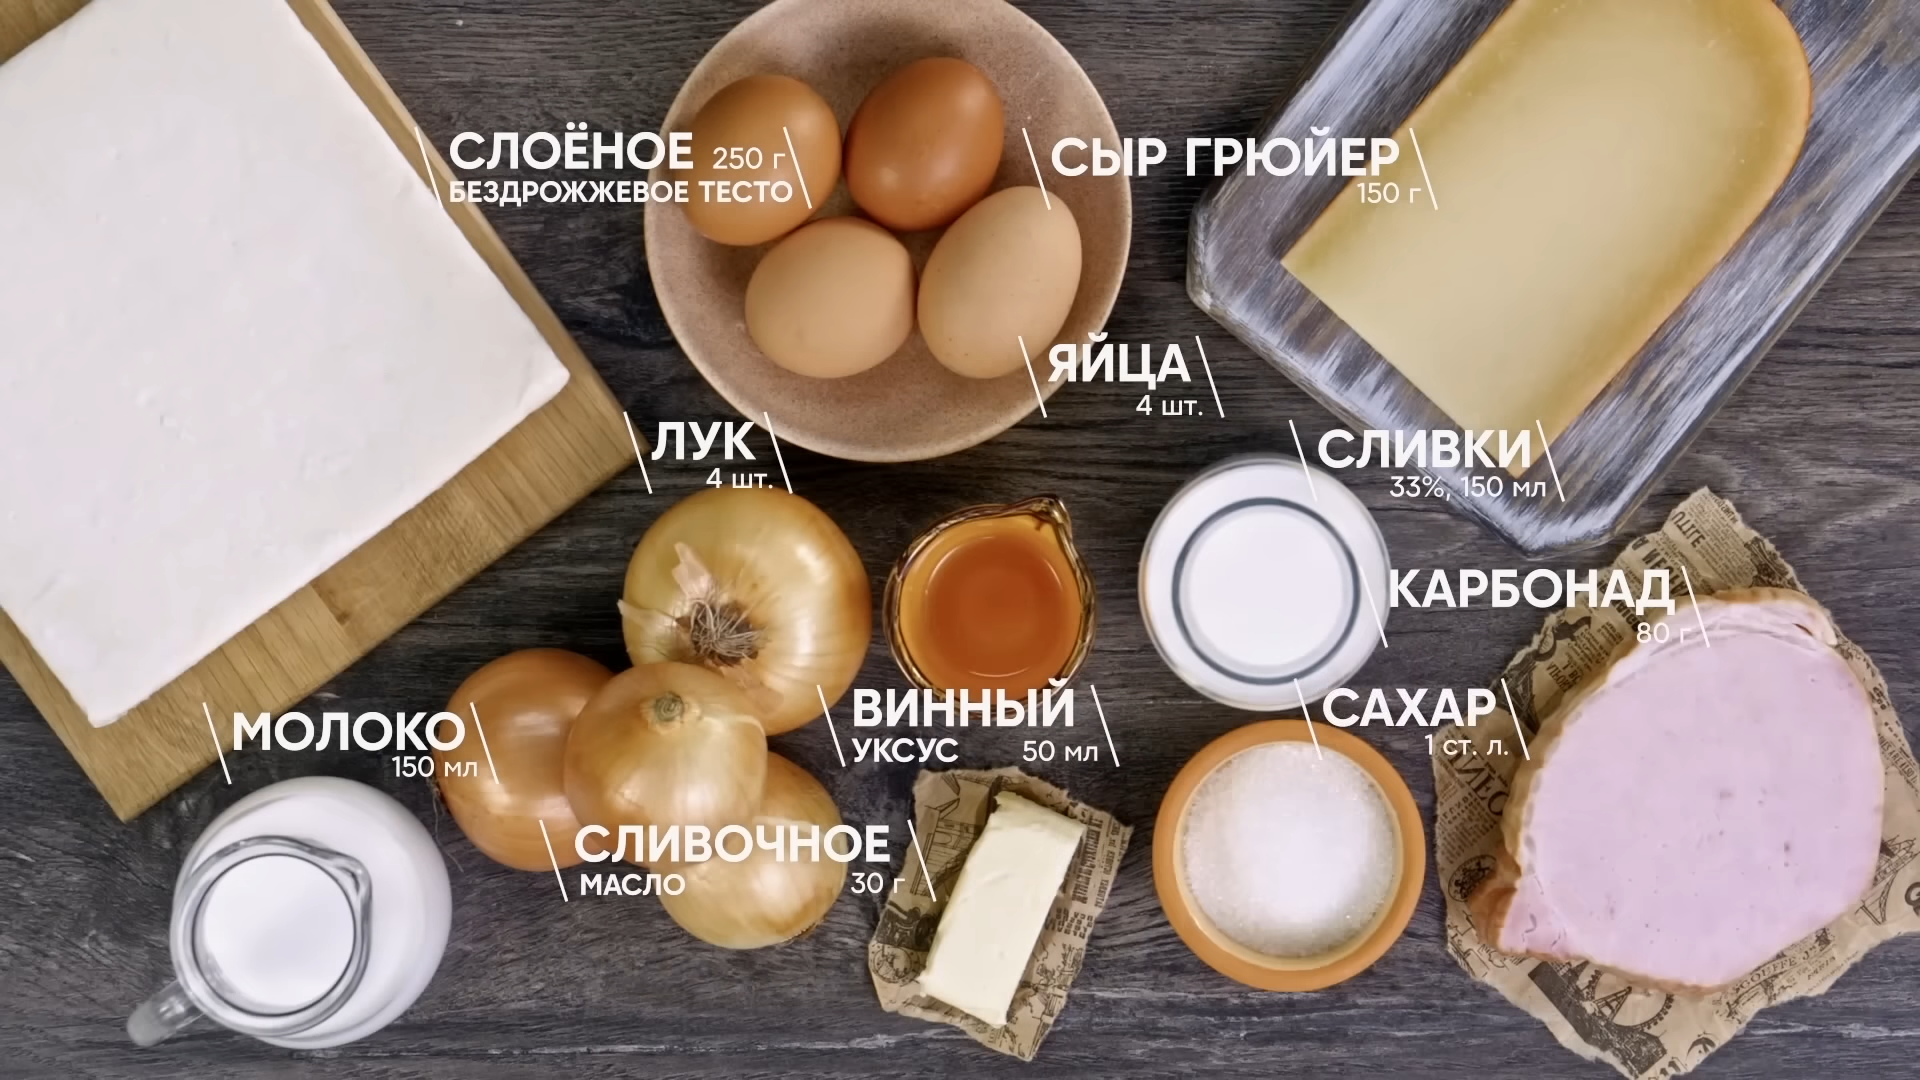 СЛОЁНОЕ 250 г
БЕЗДРОЖЖЕВОЕ ТЕСТО
СЫР ГРЮЙЕР
150 г
ЯЙЦА
4 шт.
ЛУК
4 шт.
СЛИВКИ
33%, 150 мл
КАРБОНАД
80 г
ВИННЫЙ
УКСУС 50 мл
САХАР
1 ст. л.
МОЛОКО
150 мл
СЛИВОЧНОЕ
МАСЛО 30 г